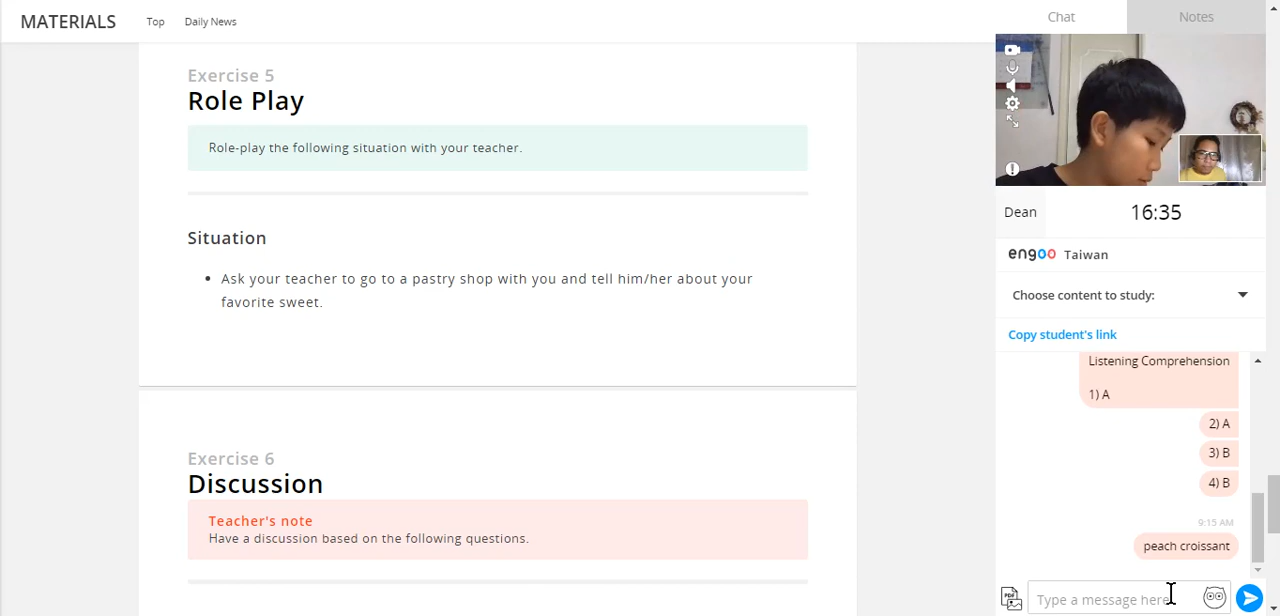 MATERIALS Top Daily News Chat Notes
Exercise 5
Role Play
Role-play the following situation with your teacher.
Situation
Ask your teacher to go to a pastry shop with you and tell him/her about your
favorite sweet.
Exercise 6
Discussion
Teacher's note
Have a discussion based on the following questions.
Dean 16:35
engoo Taiwan
Choose content to study:
Copy student's link
Listening Comprehension
1) A
2) A
3) B
4) B
9:15 AM
peach croissant
PDF Type a message here